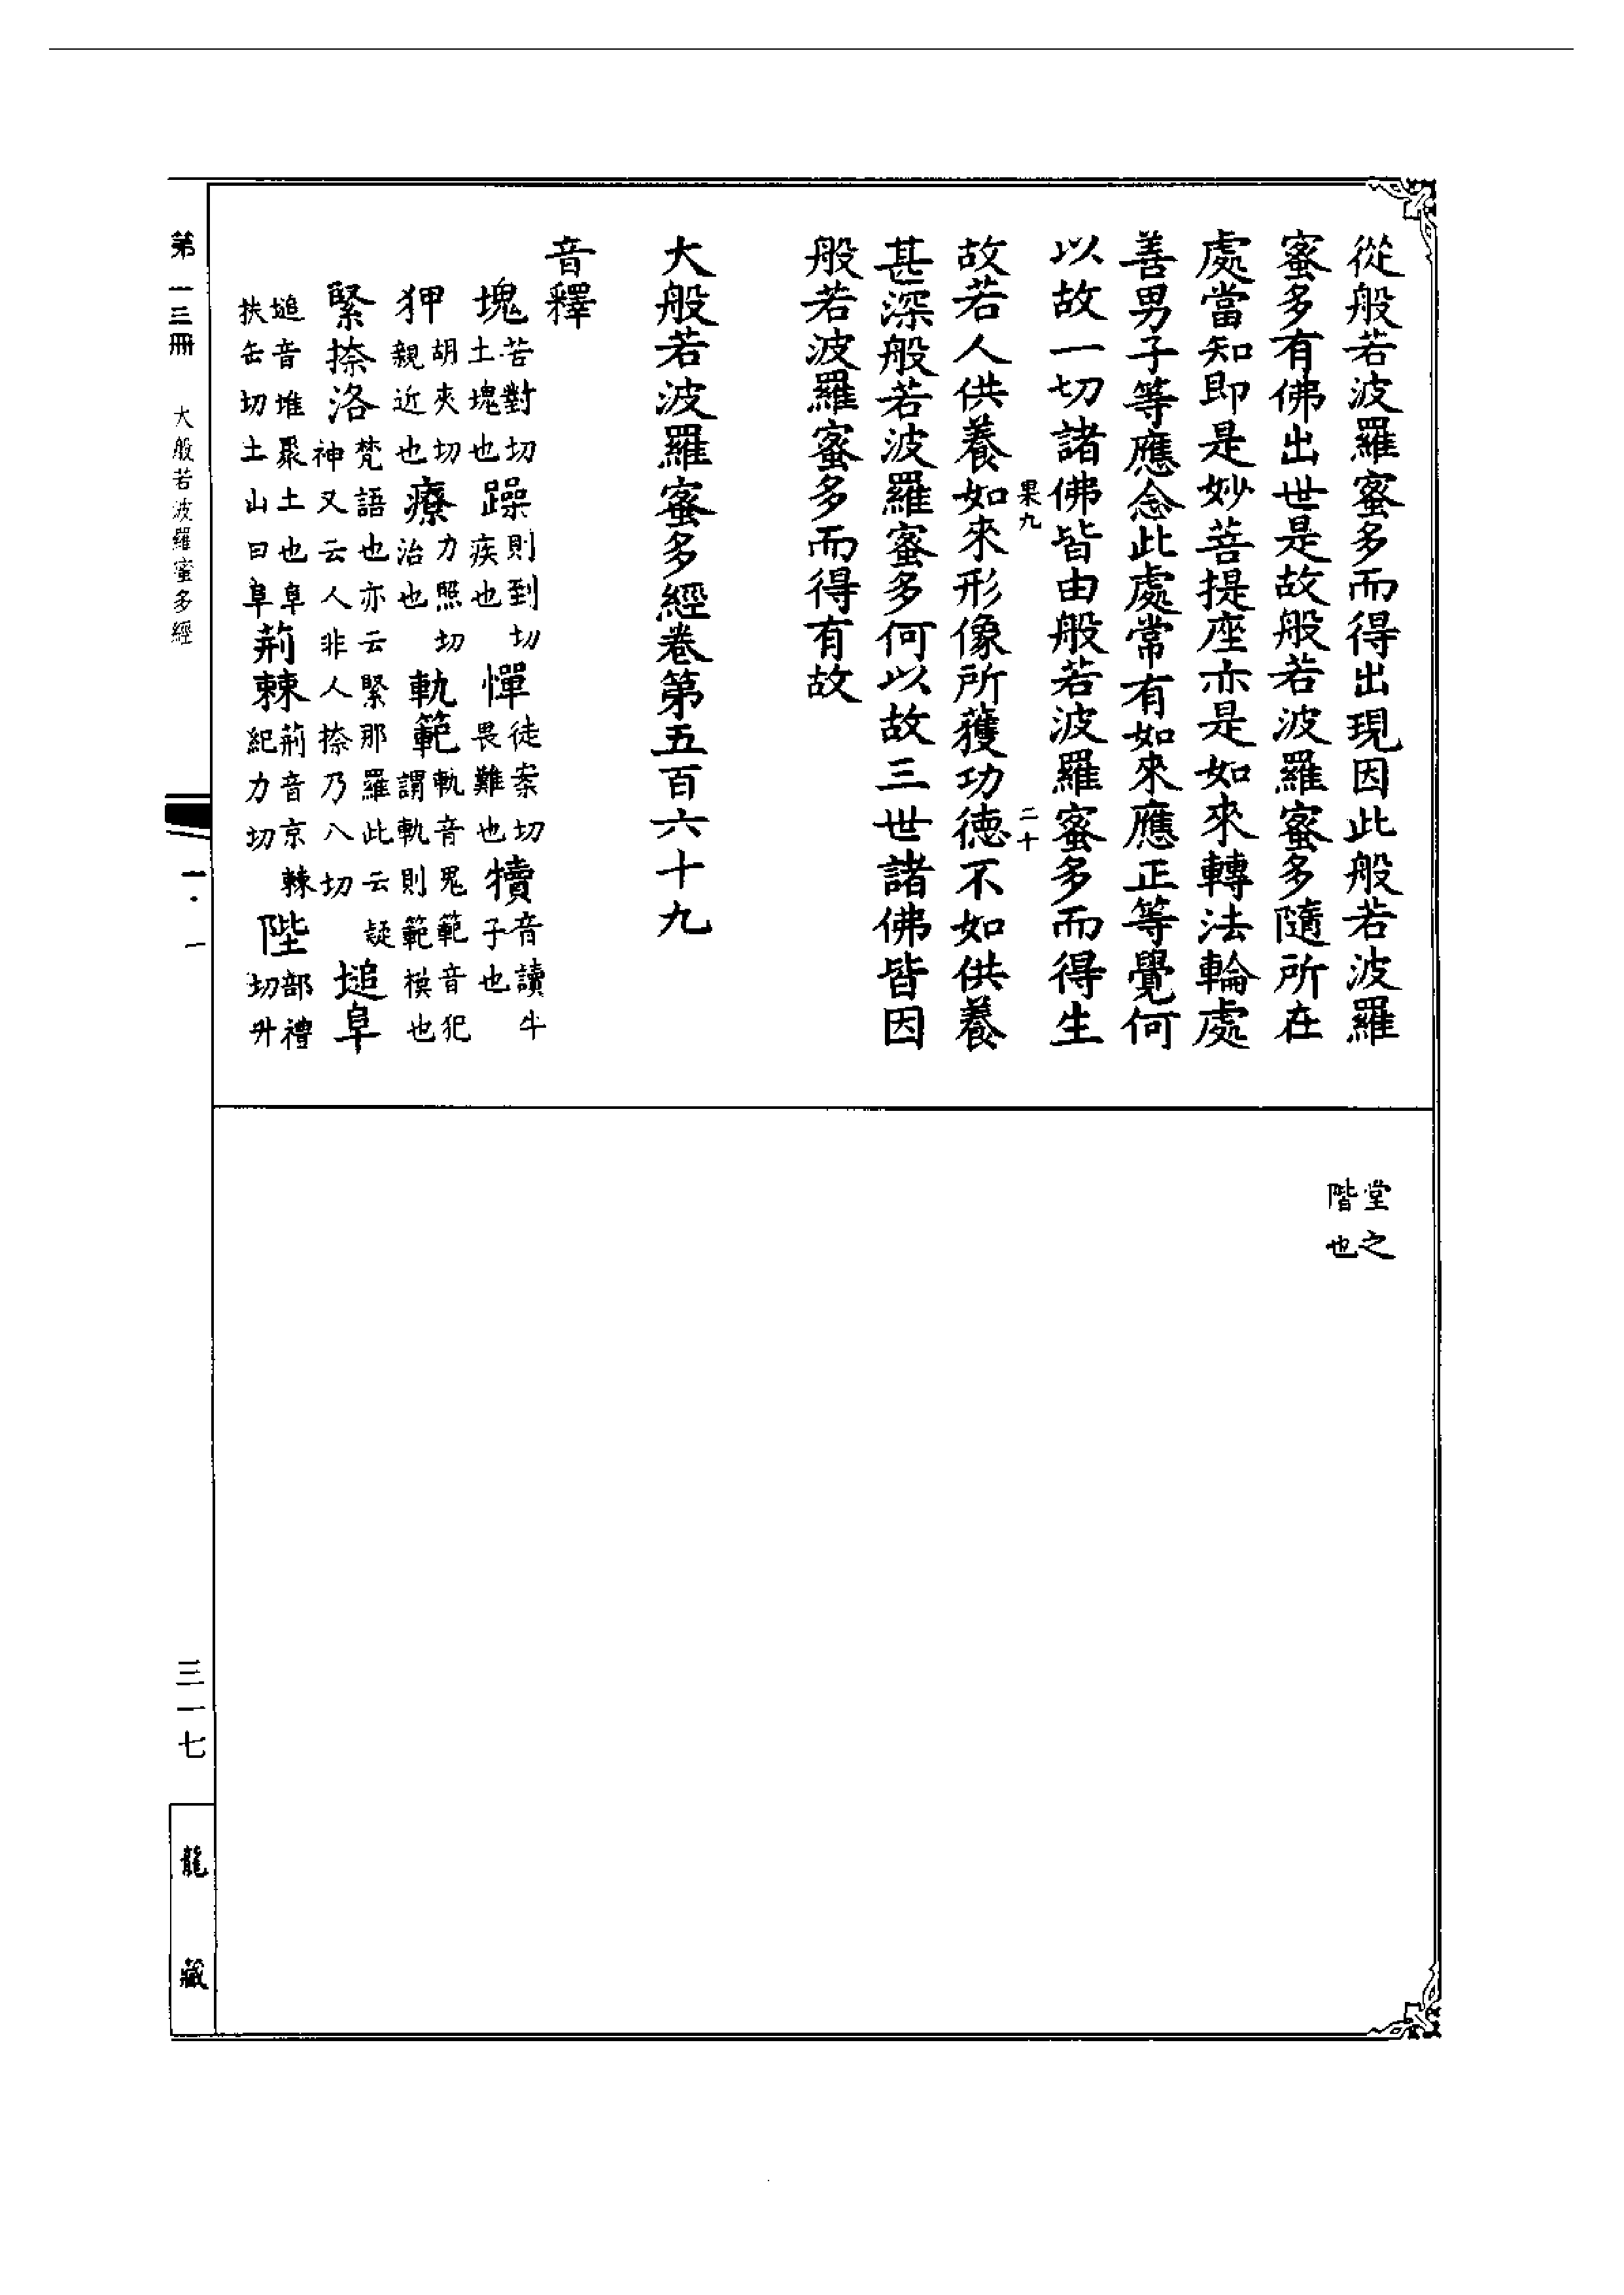 從般若波羅蜜多而得出現因此般若波羅
蜜多有佛出世是故般若波羅蜜多隨所在
處當知即是妙菩提座亦是如來轉法輪處
善男子等應念此處常有如來應正等覺何
以故一切諸佛皆由般若波羅蜜多而得生
果九 二十
故若人供養如來形像所獲功德不如供養
甚深般若波羅蜜多何以故三世諸佛皆因
般若波羅蜜多而得有故
大般若波羅蜜多經卷第五百六十九
音釋
塊苦對切土塊也 躁則到切疾也 憚徒案切畏難也 犢音讀牛子也
狎胡夾切親近也 療力照切治也 軌範軌音晃範音犯謂軌則範模也
緊捺洛梵語也亦云緊那羅此云疑神又云人非人捺乃八切 塠阜
塠音堆聚土也阜扶缶切土山曰阜 荊棘荊音京棘紀力切 陛部禮切升
堂之階也
第一三冊 大般若波羅蜜多經
一·一
三一七
龍藏